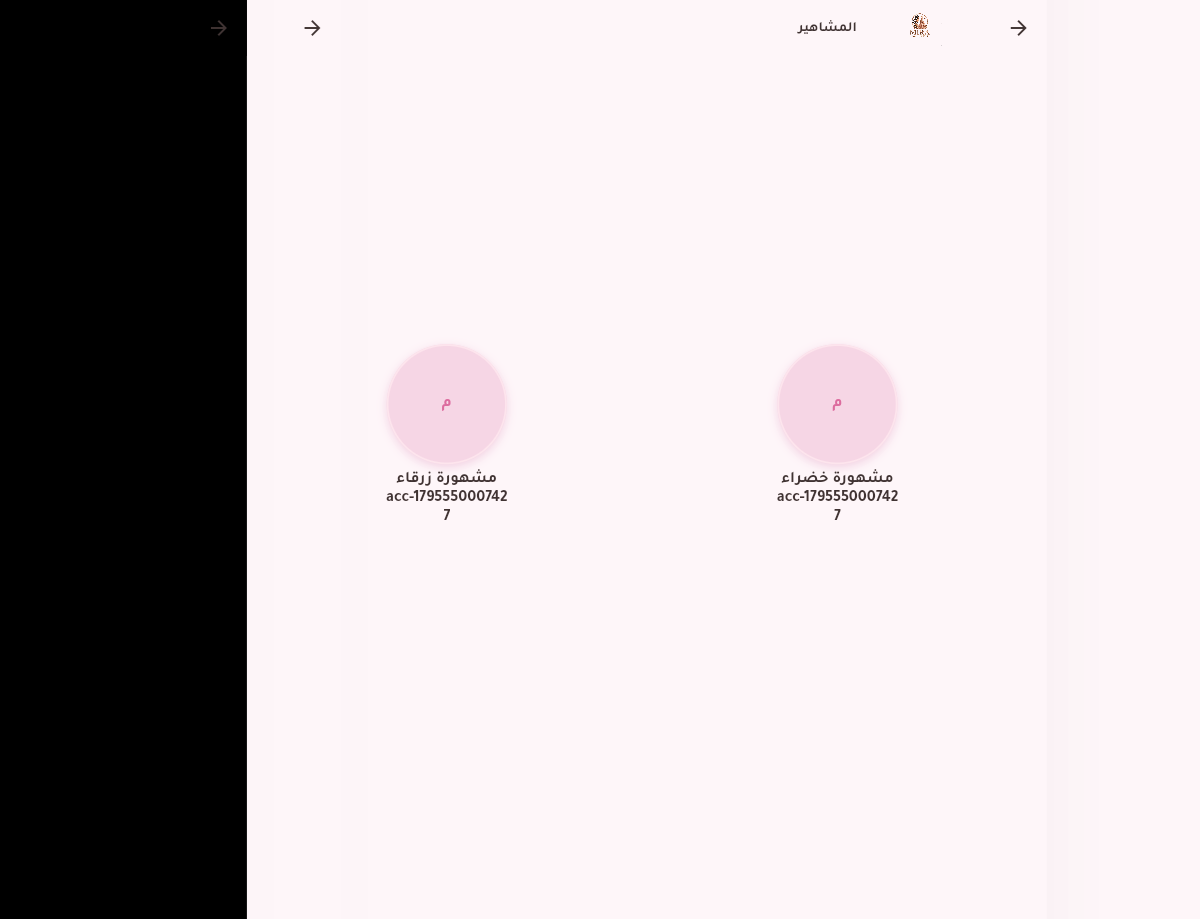 المشاهير
م
مشهورة خضراء
acc-179555000742
7
م
مشهورة زرقاء
acc-179555000742
7